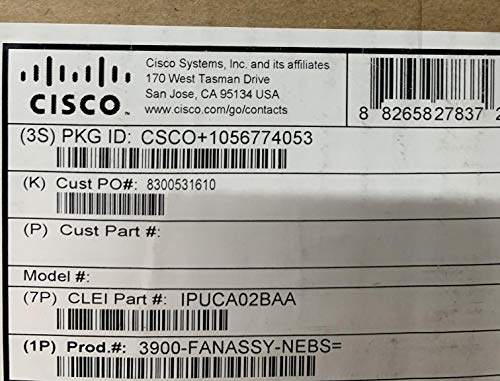 Cisco Systems, Inc. and its affiliates
170 West Tasman Drive
San Jose, CA 95134 USA
www.cisco.com/go/contacts
CISCO
8 82658 27837 2
(3S) PKG ID: CSCO+1056774053
(K) Cust PO#: 8300531610
(P) Cust Part #:
Model #:
(7P) CLEI Part #: IPUCA02BAA
(1P) Prod.#: 3900-FANASSY-NEBS=